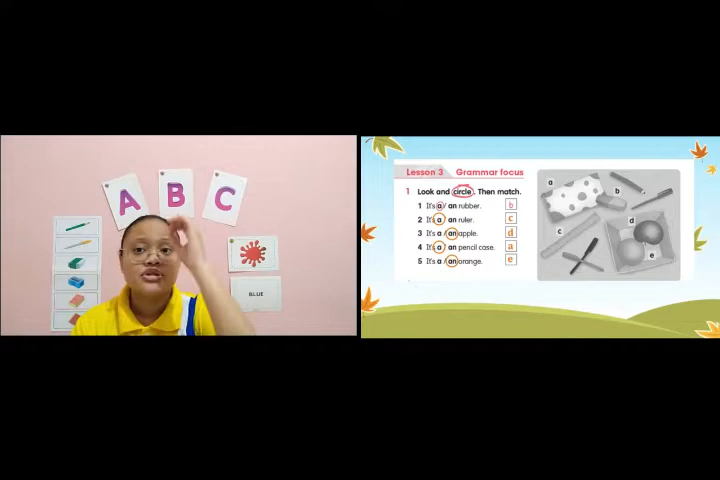 A B C
BLUE
Lesson 3 Grammar focus
1 Look and circle. Then match.
1 It's a / an rubber. b
2 It's a / an ruler. c
3 It's a / an apple. d
4 It's a / an pencil case. a
5 It's a / an orange. e
a
b
c
d
e